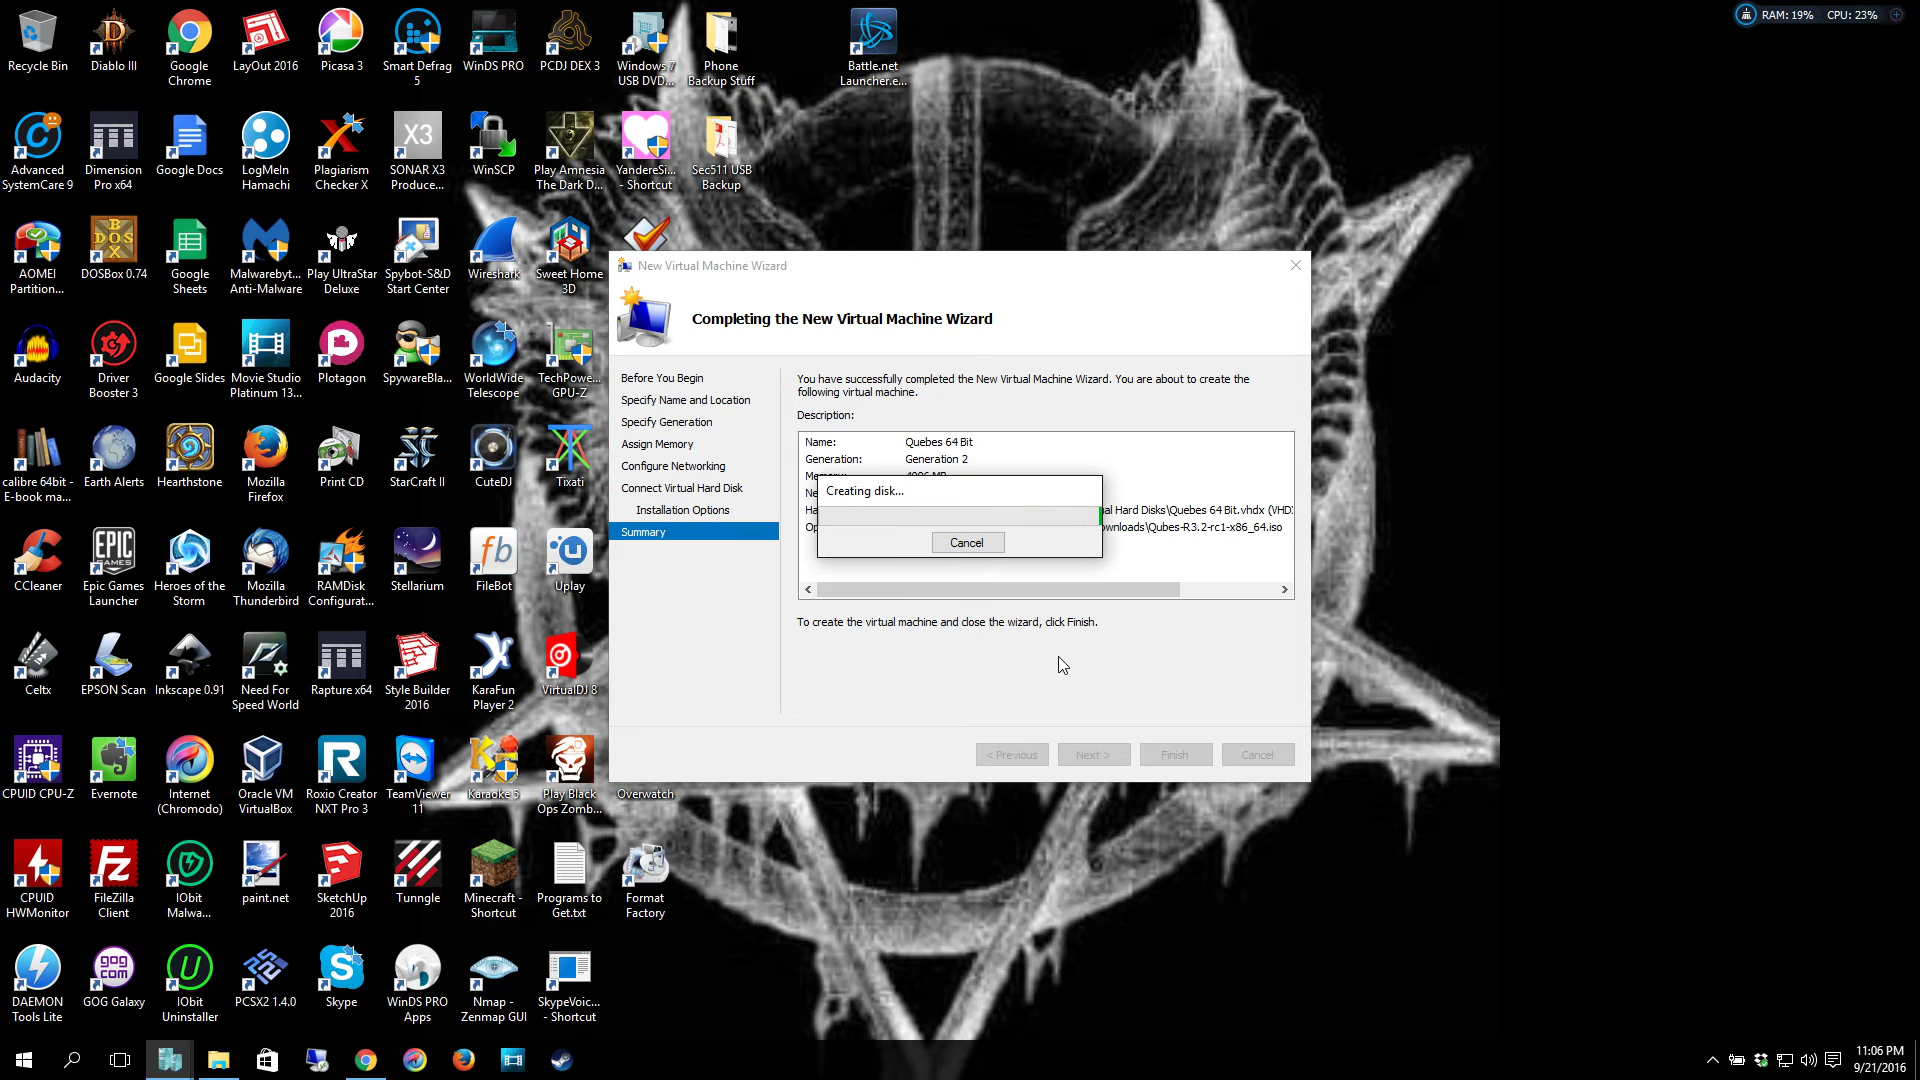 RAM: 19% CPU: 23%
Recycle Bin
Diablo III
Google
Chrome
LayOut 2016
Picasa 3
Smart Defrag
5
WinDS PRO
PCDJ DEX 3
Windows 7
USB DVD...
Phone
Backup Stuff
Battle.net
Launcher.e...
Advanced
SystemCare 9
Dimension
Pro x64
Google Docs
LogMeIn
Hamachi
Plagiarism
Checker X
X3
SONAR X3
Produce...
WinSCP
Play Amnesia
The Dark D...
YandereSi...
- Shortcut
Sec511 USB
Backup
AOMEI
Partition...
DOS
BOX
DOSBox 0.74
Google
Sheets
Malwarebyt...
Anti-Malware
Play UltraStar
Deluxe
Spybot-S&D
Start Center
Wireshark
Sweet Home
3D
Audacity
Driver
Booster 3
Google Slides
Movie Studio
Platinum 13...
Plotagon
SpywareBla...
WorldWide
Telescope
TechPowe...
GPU-Z
calibre 64bit -
E-book ma...
Earth Alerts
Hearthstone
Mozilla
Firefox
Print CD
StarCraft II
CuteDJ
Tixati
CCleaner
EPIC
GAMES
Epic Games
Launcher
Heroes of the
Storm
Mozilla
Thunderbird
RAMDisk
Configurat...
Stellarium
fb
FileBot
Uplay
Celtx
EPSON Scan
Inkscape 0.91
Need For
Speed World
Rapture x64
Style Builder
2016
KaraFun
Player 2
VirtualDJ 8
CPUID CPU-Z
Evernote
Internet
(Chromodo)
Oracle VM
VirtualBox
Roxio Creator
NXT Pro 3
TeamViewer
11
Karaoke 5
Play Black
Ops Zomb...
Overwatch
CPUID
HWMonitor
FileZilla
Client
IObit
Malwa...
paint.net
SketchUp
2016
Tunngle
Minecraft -
Shortcut
Programs to
Get.txt
Format
Factory
DAEMON
Tools Lite
gog
com
GOG Galaxy
IObit
Uninstaller
PCSX2 1.4.0
Skype
WinDS PRO
Apps
Nmap -
Zenmap GUI
SkypeVoic...
- Shortcut
New Virtual Machine Wizard
Completing the New Virtual Machine Wizard
Before You Begin
Specify Name and Location
Specify Generation
Assign Memory
Configure Networking
Connect Virtual Hard Disk
Installation Options
Summary
You have successfully completed the New Virtual Machine Wizard. You are about to create the
following virtual machine.
Description:
Name: Quebes 64 Bit
Generation: Generation 2
Creating disk...
al Hard Disks\Quebes 64 Bit.vhdx (VHD
ownloads\Qubes-R3.2-rc1-x86_64.iso
Cancel
To create the virtual machine and close the wizard, click Finish.
< Previous
Next >
Finish
Cancel
11:06 PM
9/21/2016